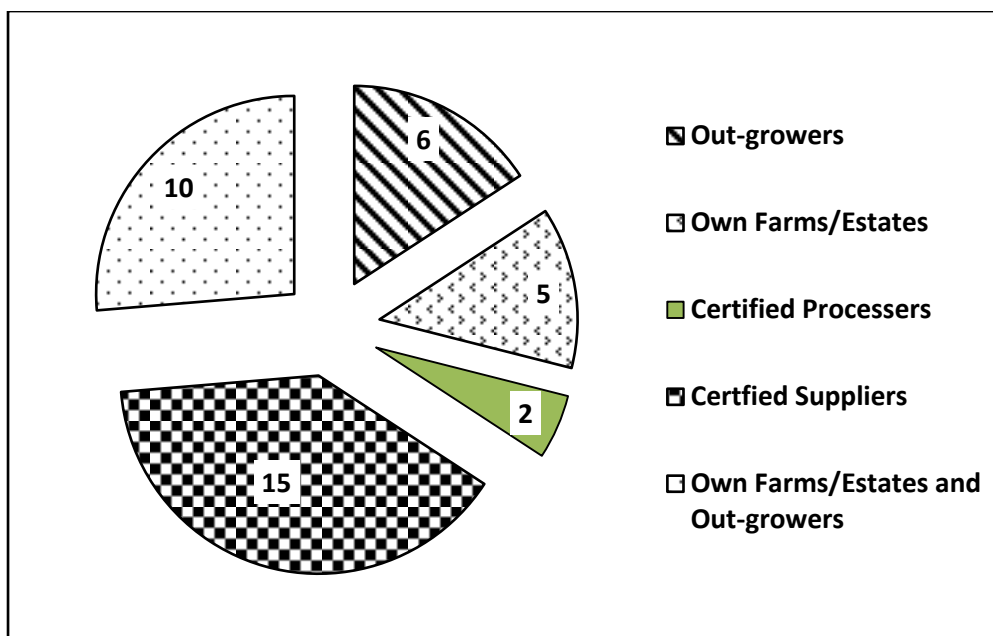 10
6
5
2
15
Out-growers
Own Farms/Estates
Certified Processers
Certfied Suppliers
Own Farms/Estates and
Out-growers